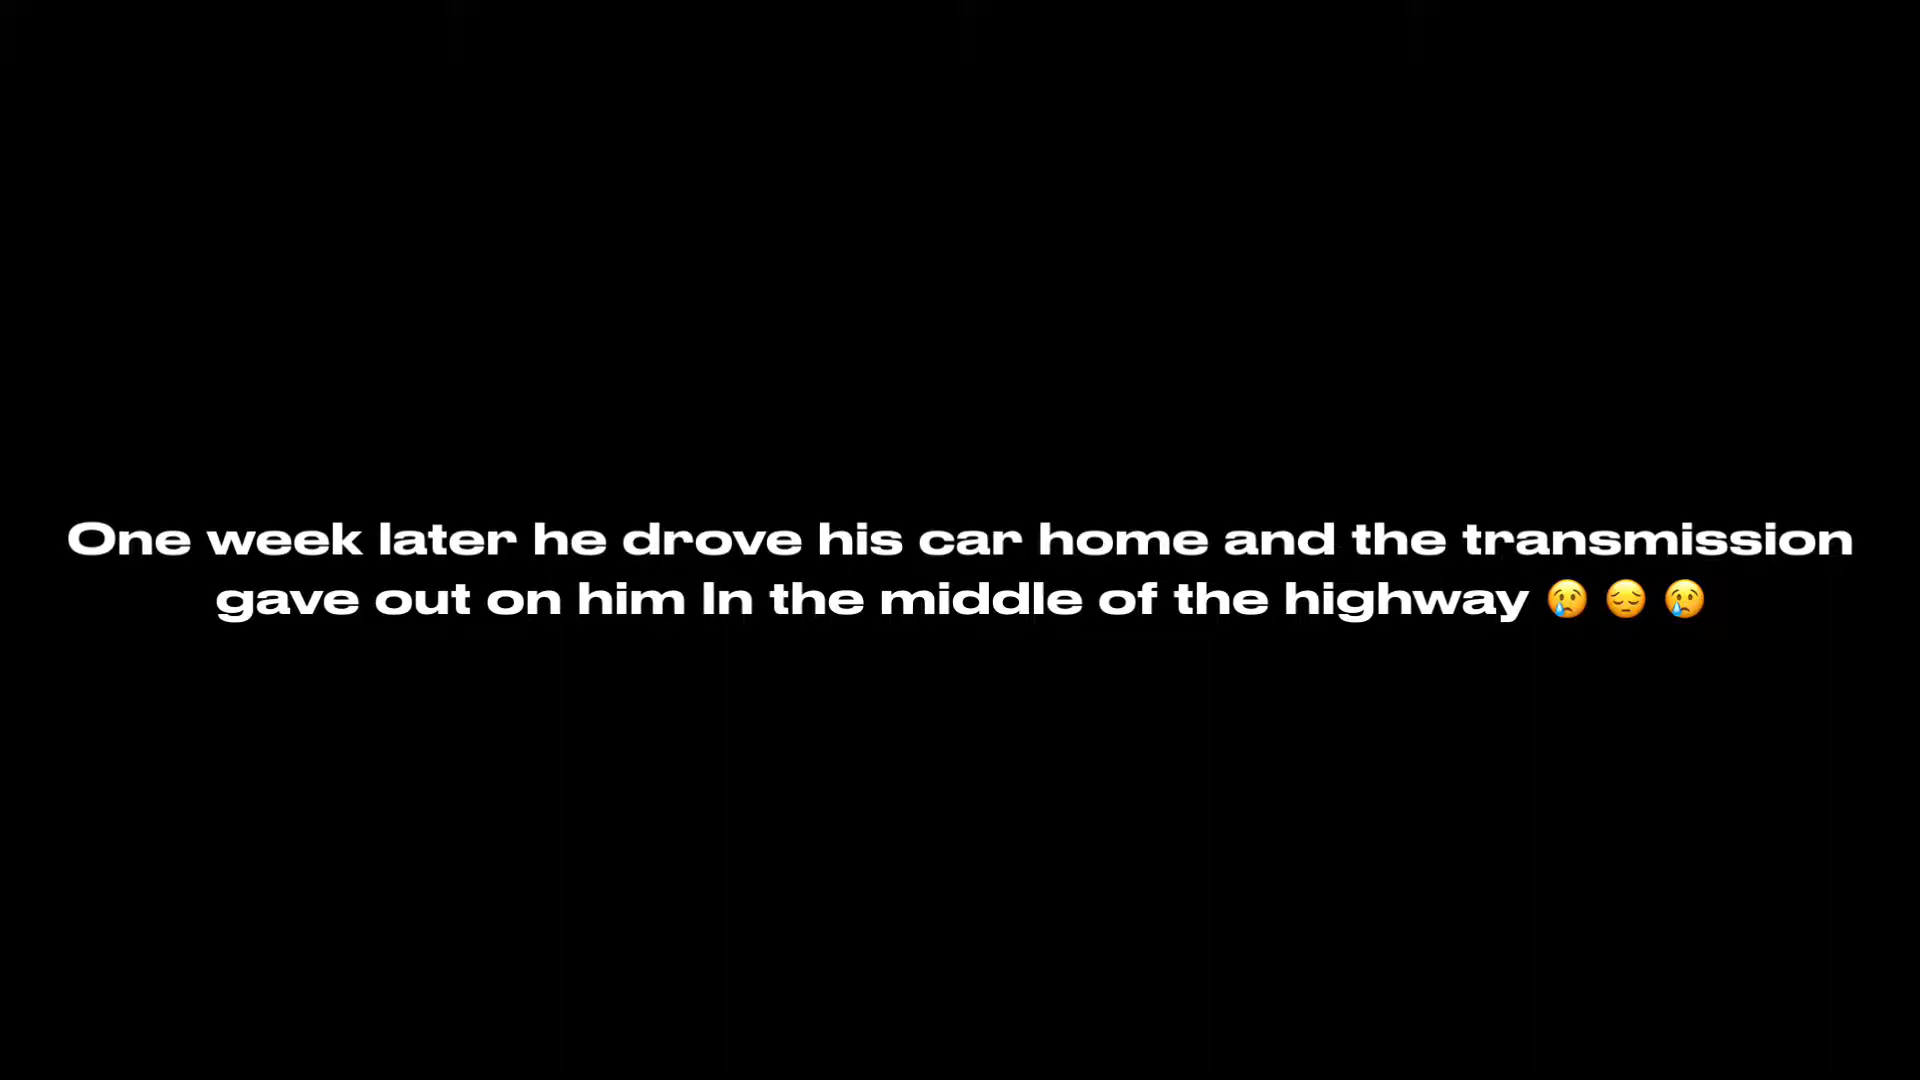 One week later he drove his car home and the transmission
gave out on him In the middle of the highway 😢 😔 😢